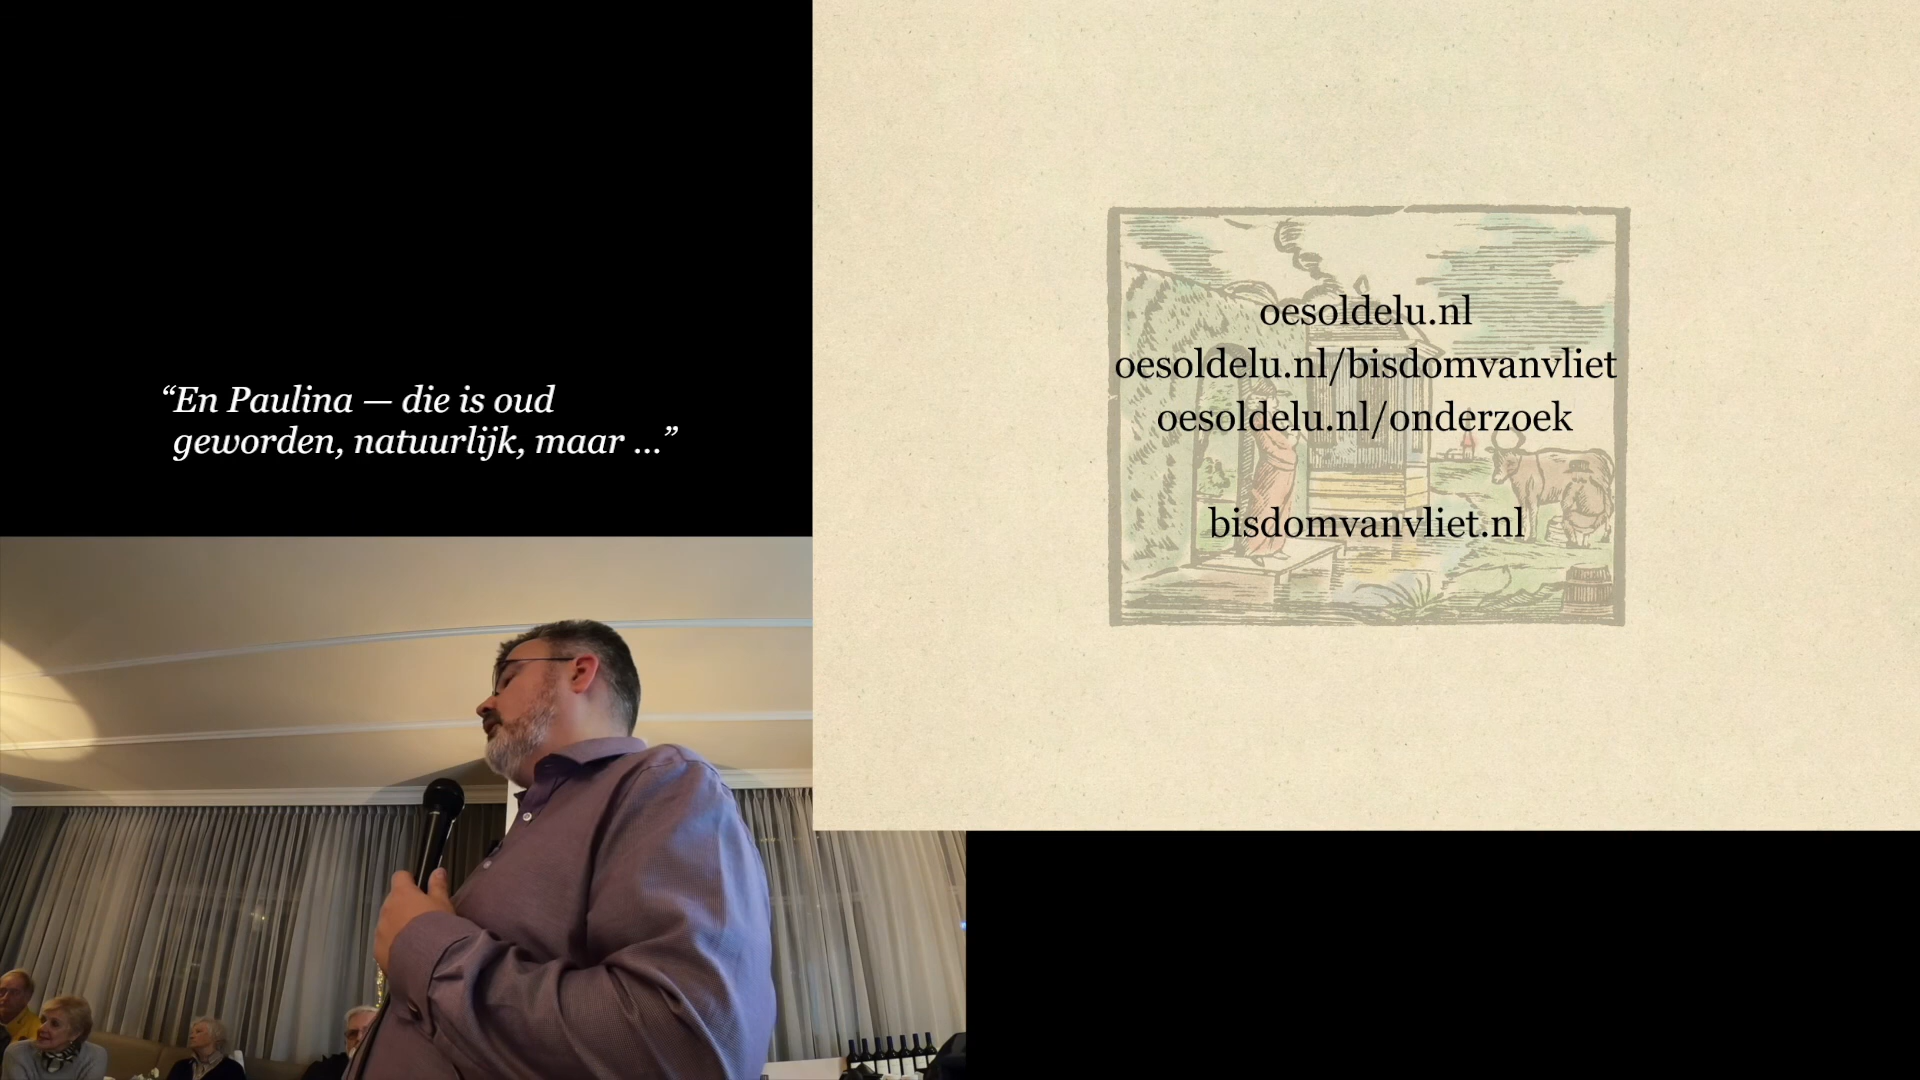 “En Paulina — die is oud
geworden, natuurlijk, maar ...”
oesoldelu.nl
oesoldelu.nl/bisdomvanvliet
oesoldelu.nl/onderzoek
bisdomvanvliet.nl